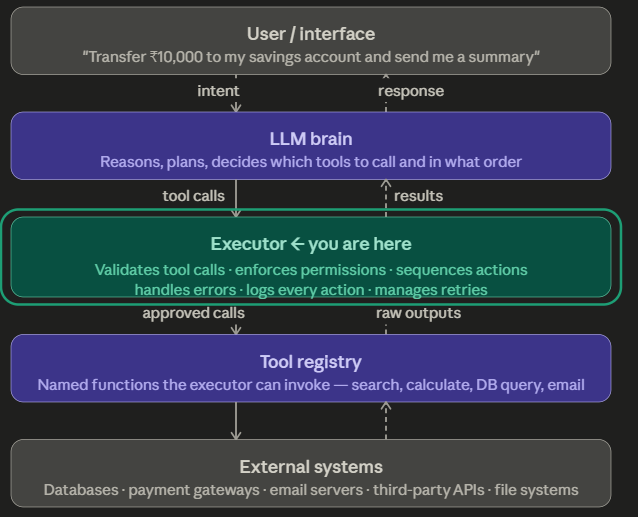 User / interface
“Transfer ₹10,000 to my savings account and send me a summary“
intent
response
LLM brain
Reasons, plans, decides which tools to call and in what order
tool calls
results
Executor ← you are here
Validates tool calls · enforces permissions · sequences actions
handles errors · logs every action · manages retries
approved calls
raw outputs
Tool registry
Named functions the executor can invoke — search, calculate, DB query, email
External systems
Databases · payment gateways · email servers · third-party APIs · file systems